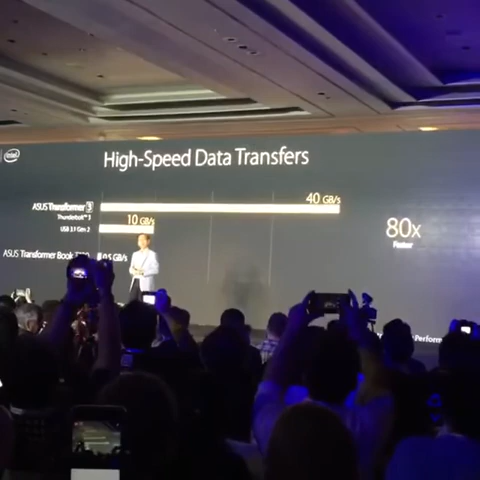 intel
High-Speed Data Transfers
ASUS Transformer 3
Thunderbolt™ 3
40 GB/s
USB 3.1 Gen 2
10 GB/s
ASUS Transformer Book
0.5 GB/s
80x
Faster